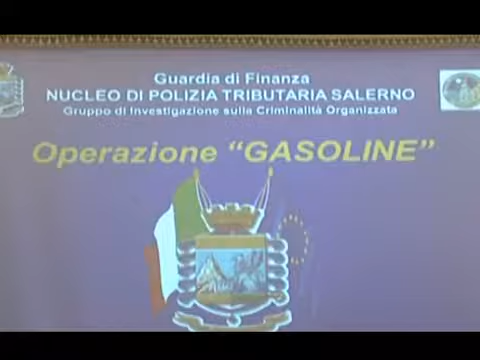 Guardia di Finanza
NUCLEO DI POLIZIA TRIBUTARIA SALERNO
Gruppo di Investigazione sulla Criminalità Organizzata
Operazione “GASOLINE”